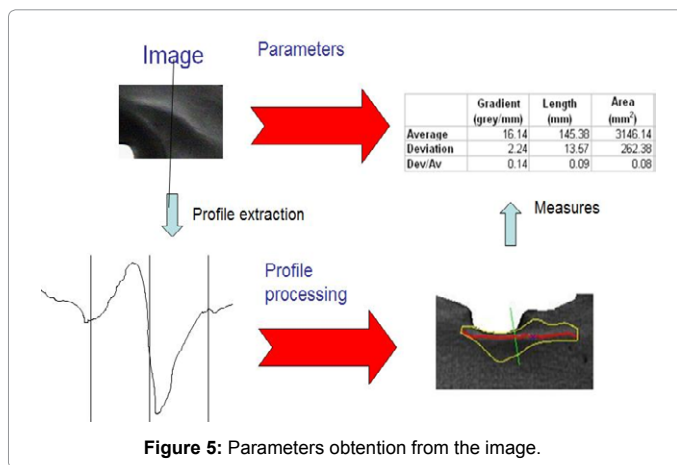 Image
Parameters
Gradient (grey/mm) Length (mm) Area (mm²)
Average 16.14 145.38 3146.14
Deviation 2.24 13.57 262.38
Dev/Av 0.14 0.09 0.08
Profile extraction
Measures
Profile
processing
Figure 5: Parameters obtention from the image.